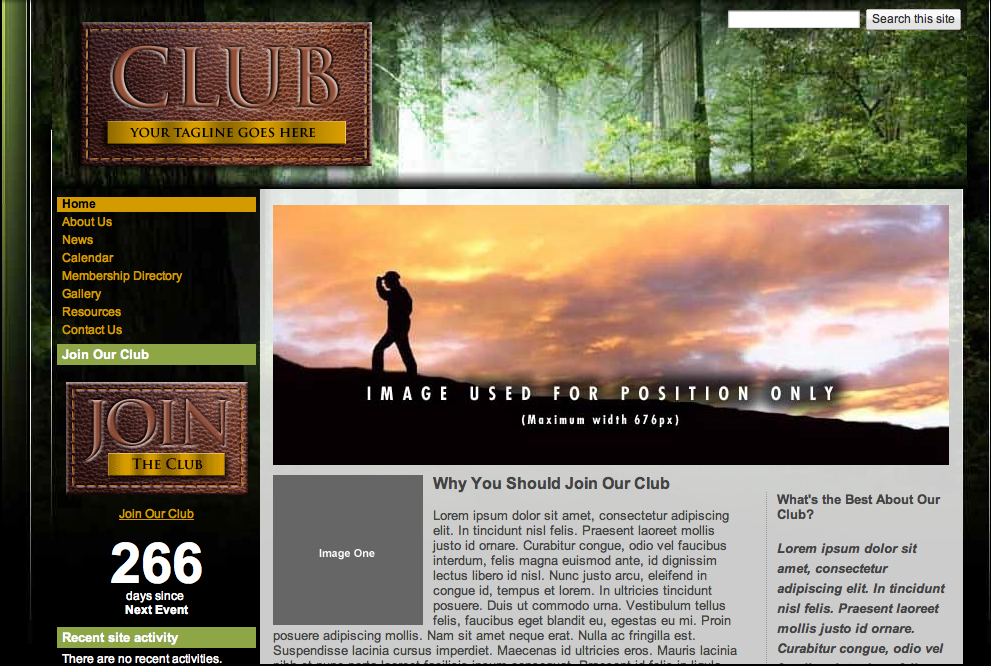 Search this site
CLUB
YOUR TAGLINE GOES HERE
Home
About Us
News
Calendar
Membership Directory
Gallery
Resources
Contact Us
Join Our Club
JOIN
THE CLUB
Join Our Club
266
days since
Next Event
Recent site activity
There are no recent activities.
IMAGE USED FOR POSITION ONLY
(Maximum width 676px)
Image One
Why You Should Join Our Club
Lorem ipsum dolor sit amet, consectetur adipiscing
elit. In tincidunt nisl felis. Praesent laoreet mollis
justo id ornare. Curabitur congue, odio vel faucibus
interdum, felis magna euismod ante, id dignissim
lectus libero id nisl. Nunc justo arcu, eleifend in
congue id, tempus et lorem. In ultricies tincidunt
posuere. Duis ut commodo urna. Vestibulum tellus
felis, faucibus eget blandit eu, egestas eu mi. Proin
posuere adipiscing mollis. Nam sit amet neque erat. Nulla ac fringilla est.
Suspendisse lacinia cursus imperdiet. Maecenas id ultricies eros. Mauris lacinia
What's the Best About Our
Club?
Lorem ipsum dolor sit
amet, consectetur
adipiscing elit. In tincidunt
nisl felis. Praesent laoreet
mollis justo id ornare.
Curabitur congue, odio vel